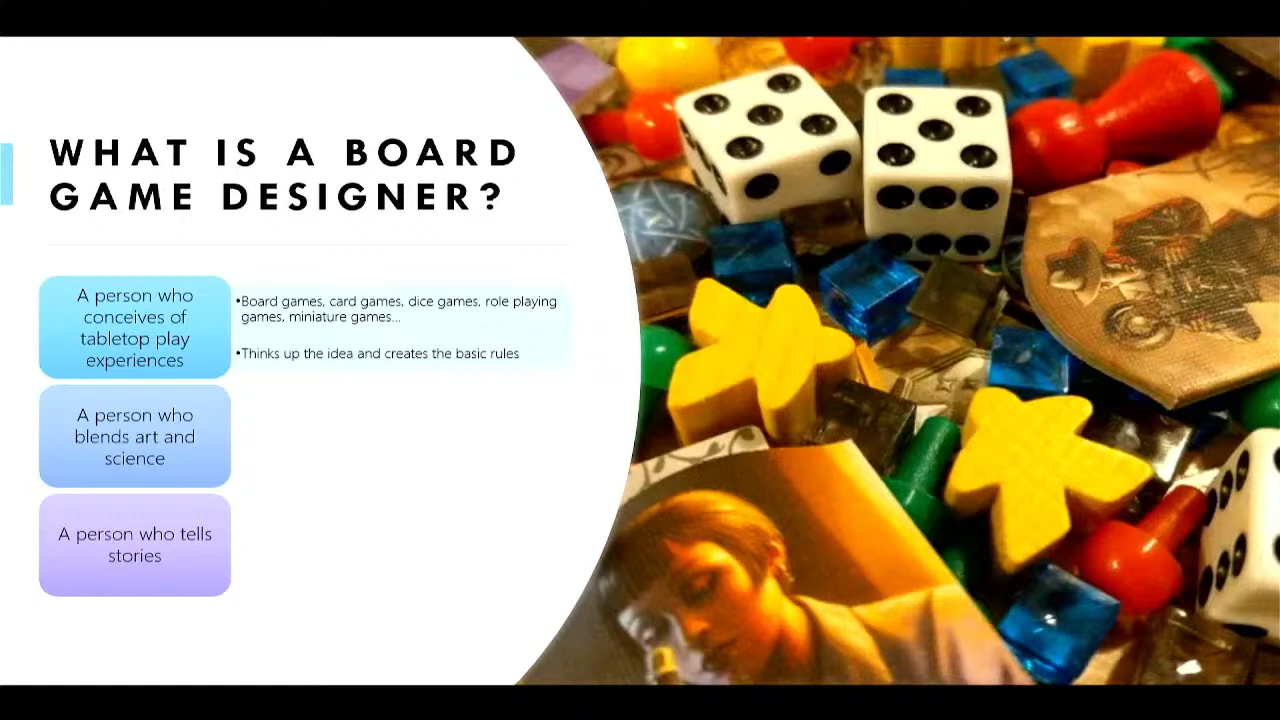 WHAT IS A BOARD
GAME DESIGNER?
A person who
conceives of
tabletop play
experiences
•Board games, card games, dice games, role playing
games, miniature games...
•Thinks up the idea and creates the basic rules
A person who
blends art and
science
A person who tells
stories